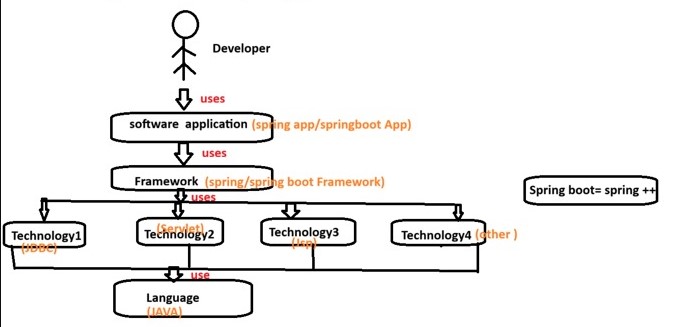 Developer
uses
software application (spring app/springboot App)
uses
Framework (spring/spring boot Framework)
uses
Spring boot= spring ++
Technology1
(JDBC)
(Servlet)
Technology2
Technology3
(Jsp)
Technology4 (other )
use
Language
(JAVA)